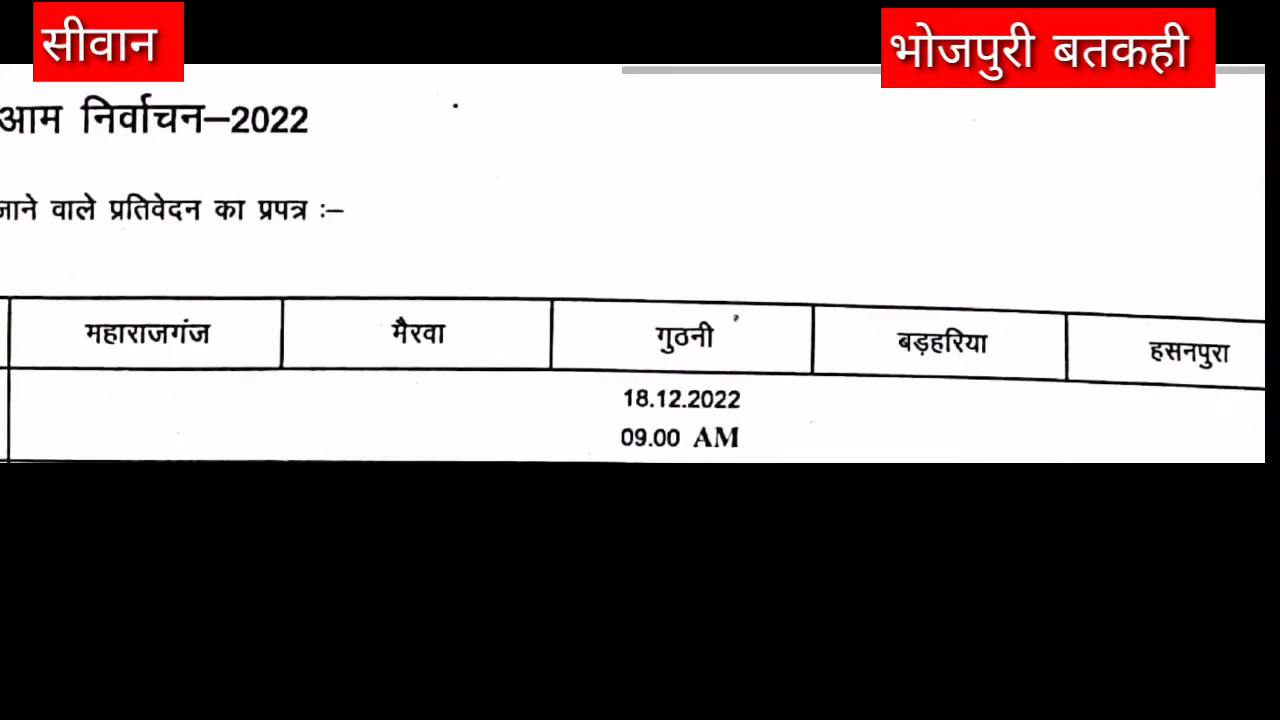 सीवान
भोजपुरी बतकही
आम निर्वाचन–2022
जाने वाले प्रतिवेदन का प्रपत्र :–
महाराजगंज मैरवा गुठनी बड़हरिया हसनपुरा
18.12.2022
09.00 AM